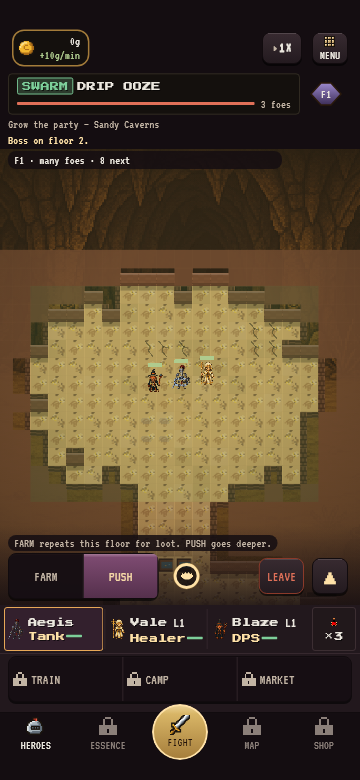 0g
+10g/min
▸1X
MENU
SWARM DRIP OOZE
3 foes
F1
Grow the party – Sandy Caverns
Boss on floor 2.
F1 · many foes · 8 next
FARM repeats this floor for loot. PUSH goes deeper.
FARM
PUSH
LEAVE
Aegis
Tank
Vale L1
Healer
Blaze L1
DPS
×3
TRAIN
CAMP
MARKET
HEROES
ESSENCE
FIGHT
MAP
SHOP